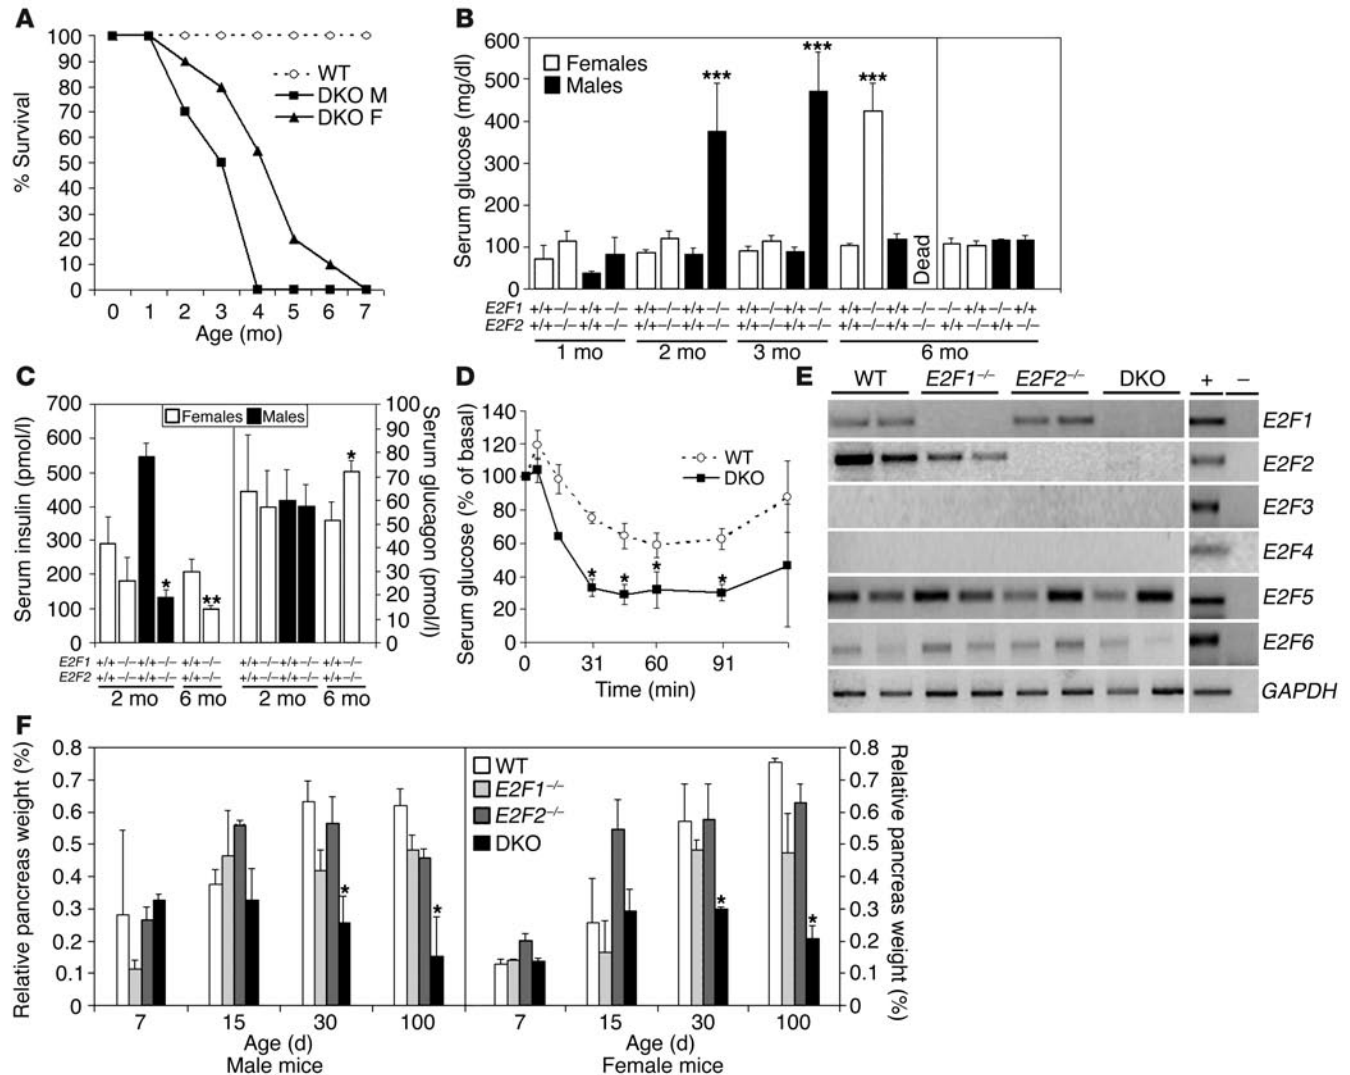 A
100
90
80
70
60
50
40
30
20
10
0
% Survival
WT
DKO M
DKO F
0 1 2 3 4 5 6 7
Age (mo)
B
600
500
400
300
200
100
0
Serum glucose (mg/dl)
Females
Males
*** *** ***
Dead
E2F1 +/+ –/– +/+ –/– +/+ –/– +/+ –/– +/+ –/– +/+ –/– +/+ –/– +/+ –/– +/+ –/– –/– +/+
E2F2 +/+ –/– +/+ –/– +/+ –/– +/+ –/– +/+ –/– +/+ –/– +/+ –/– +/+ –/– –/– +/+ +/+ –/–
1 mo 2 mo 3 mo 6 mo
C
700
600
500
400
300
200
100
0
Serum insulin (pmol/l)
Females Males
100
90
80
70
60
50
40
30
20
10
0
Serum glucagon (pmol/l)
* ** *
E2F1 +/+ –/– +/+ –/– +/+ –/– +/+ –/– +/+ –/– +/+ –/–
E2F2 +/+ –/– +/+ –/– +/+ –/– +/+ –/– +/+ –/– +/+ –/–
2 mo 6 mo 2 mo 6 mo
D
140
120
100
80
60
40
20
0
Serum glucose (% of basal)
WT
DKO
* * * *
0 31 60 91
Time (min)
E
WT E2F1–/– E2F2–/– DKO + –
E2F1
E2F2
E2F3
E2F4
E2F5
E2F6
GAPDH
F
0.8
0.7
0.6
0.5
0.4
0.3
0.2
0.1
0
Relative pancreas weight (%)
WT
E2F1–/–
E2F2–/–
DKO
* * * *
0.8
0.7
0.6
0.5
0.4
0.3
0.2
0.1
0
Relative pancreas weight (%)
7 15 30 100 7 15 30 100
Age (d) Age (d)
Male mice Female mice